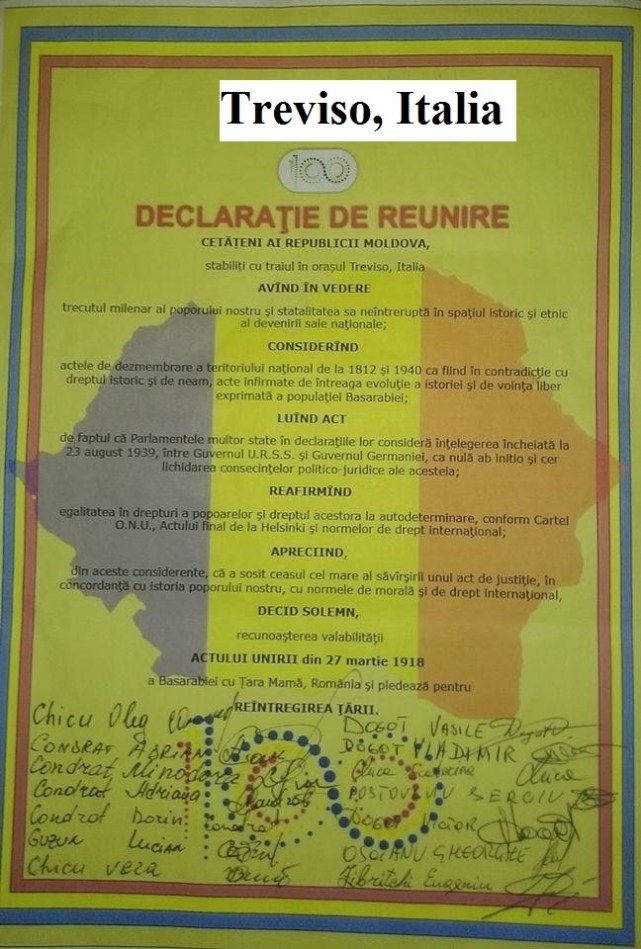 Treviso, Italia
100
DECLARAŢIE DE REUNIRE
CETĂŢENI AI REPUBLICII MOLDOVA,
stabiliţi cu traiul în oraşul Treviso, Italia
AVÎND ÎN VEDERE
trecutul milenar al poporului nostru şi statalitatea sa neîntreruptă în spaţiul istoric şi etnic
al devenirii sale naţionale;
CONSIDERÎND
actele de dezmembrare a teritoriului naţional de la 1812 și 1940 ca fiind în contradicţie cu
dreptul istoric şi de neam, acte infirmate de întreaga evoluţie a istoriei şi de voinţa liber
exprimată a populaţiei Basarabiei;
LUÎND ACT
de faptul că Parlamentele multor state în declaraţiile lor consideră înţelegerea încheiată la
23 august 1939, între Guvernul U.R.S.S. şi Guvernul Germaniei, ca nulă ab initio şi cer
lichidarea consecinţelor politico-juridice ale acesteia;
REAFIRMÎND
egalitatea în drepturi a popoarelor şi dreptul acestora la autodeterminare, conform Cartei
O.N.U., Actului final de la Helsinki şi normelor de drept internaţional;
APRECIIND,
din aceste considerente, că a sosit ceasul cel mare al săvîrşirii unui act de justiţie, în
concordanţă cu istoria poporului nostru, cu normele de morală şi de drept internaţional,
DECID SOLEMN,
recunoaşterea valabilităţii
ACTULUI UNIRII din 27 martie 1918
a Basarabiei cu Ţara Mamă, România şi pledează pentru
REÎNTREGIREA ŢĂRII.
100
Chicu Oleg
CONDRAT ADRIAN
Condrat Minodora
Condrat Adriana
Condrat Dorin
GUZUN Lucian
Chicu Vera
DOGOT VASILE
DOGOT VLADIMIR
POSTOVANU SERGIU
DOGOT VICTOR
GHEORGHE
Eugeniu